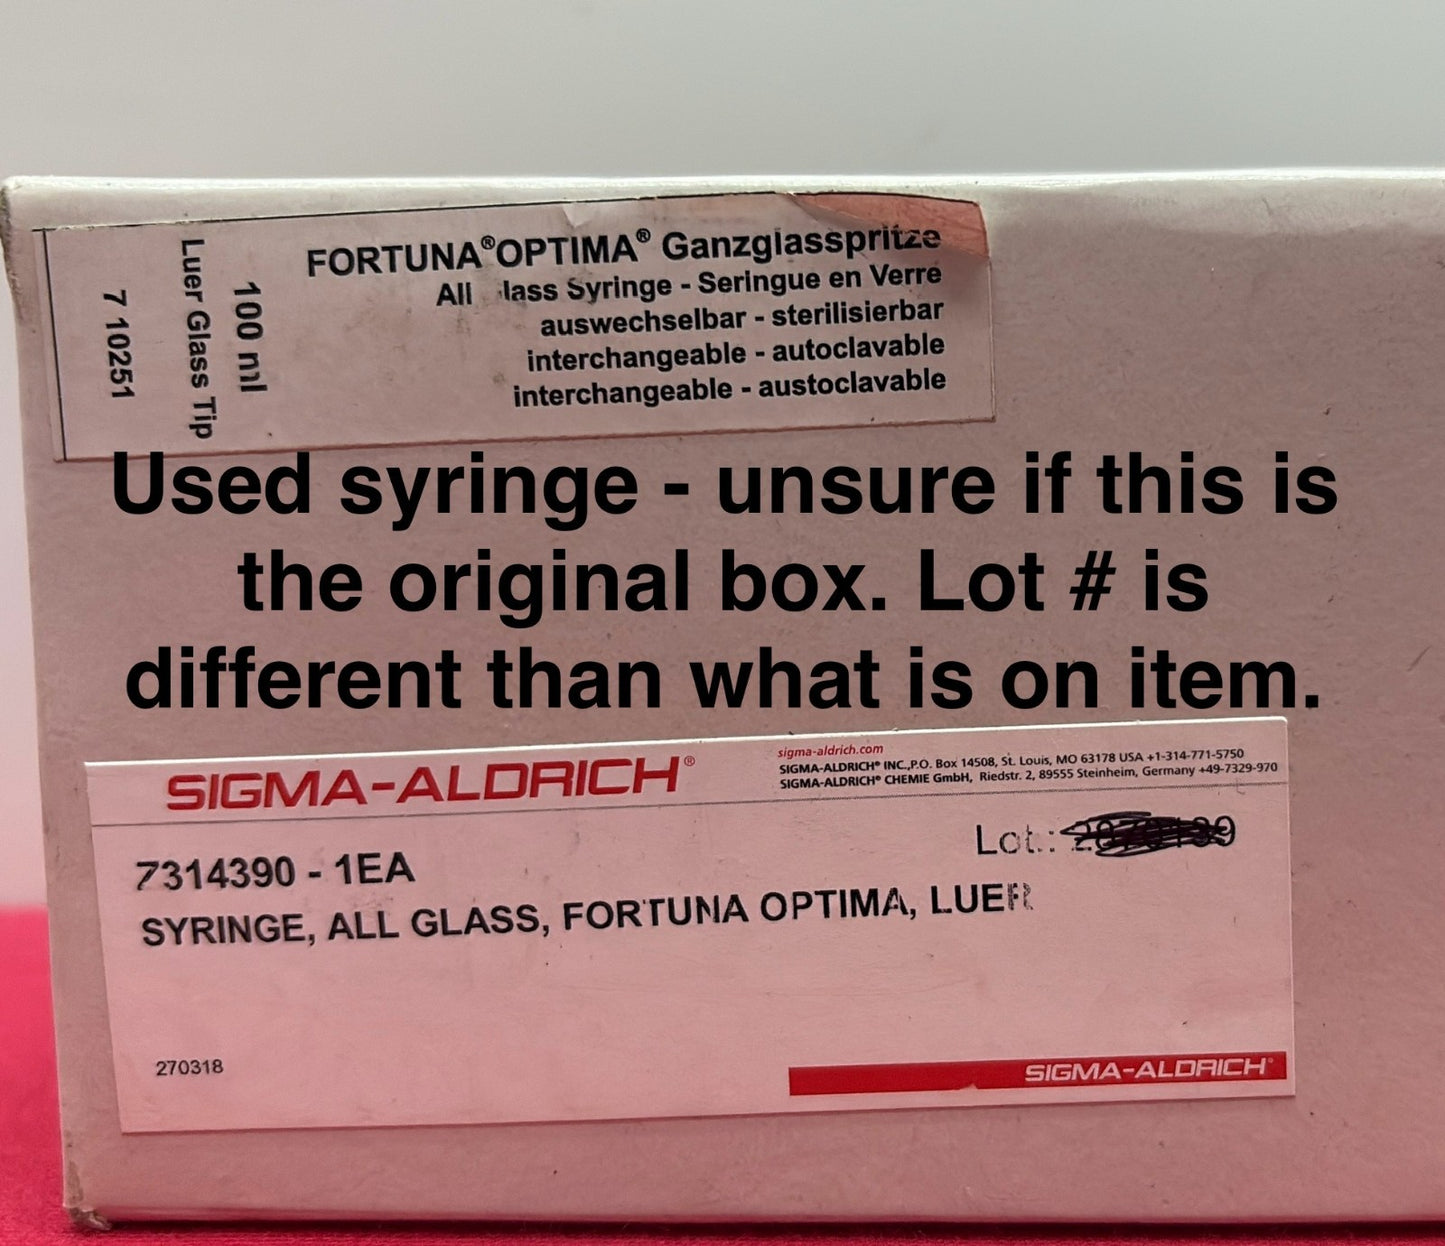 FORTUNA®OPTIMA® Ganzglasspritze
All lass Syringe - Seringue en Verre
auswechselbar - sterilisierbar
interchangeable - autoclavable
interchangeable - austoclavable
100 ml
Luer Glass Tip
7 10251
Used syringe - unsure if this is
the original box. Lot # is
different than what is on item.
SIGMA-ALDRICH®
sigma-aldrich.com
SIGMA-ALDRICH® INC.,P.O. Box 14508, St. Louis, MO 63178 USA +1-314-771-5750
SIGMA-ALDRICH® CHEMIE GmbH, Riedstr. 2, 89555 Steinheim, Germany +49-7329-970
Lot.:
7314390 - 1EA
SYRINGE, ALL GLASS, FORTUNA OPTIMA, LUER
270318
SIGMA-ALDRICH®